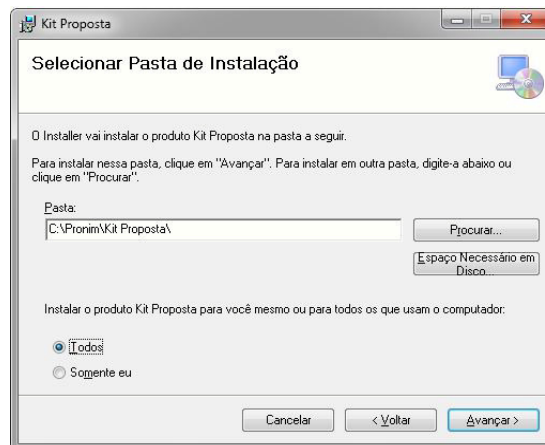 Kit Proposta
Selecionar Pasta de Instalação
O Installer vai instalar o produto Kit Proposta na pasta a seguir.
Para instalar nessa pasta, clique em "Avançar". Para instalar em outra pasta, digite-a abaixo ou
clique em "Procurar".
Pasta:
C:\Pronim\Kit Proposta\
Procurar...
Espaço Necessário em
Disco...
Instalar o produto Kit Proposta para você mesmo ou para todos os que usam o computador:
Todos
Somente eu
Cancelar
< Voltar
Avançar >